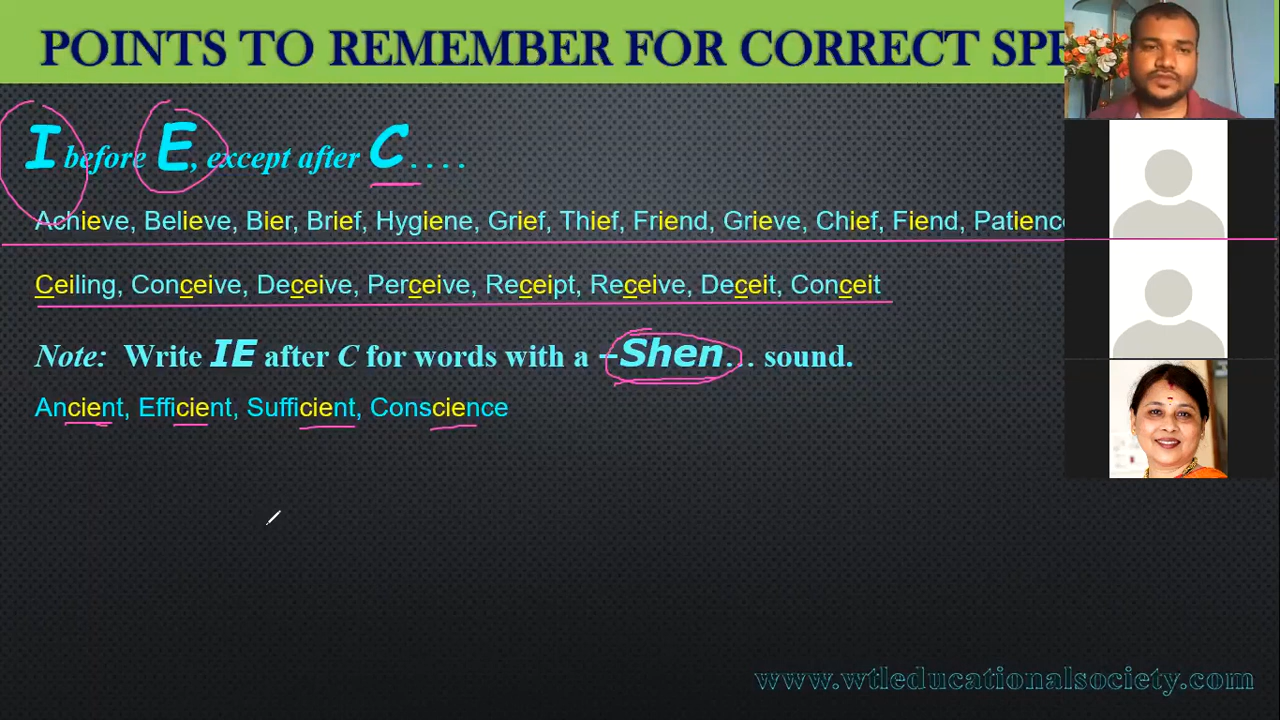 POINTS TO REMEMBER FOR CORRECT SPE
I before E, except after C....
Achieve, Believe, Bier, Brief, Hygiene, Grief, Thief, Friend, Grieve, Chief, Fiend, Patienc
Ceiling, Conceive, Deceive, Perceive, Receipt, Receive, Deceit, Conceit
Note: Write IE after C for words with a –Shen... sound.
Ancient, Efficient, Sufficient, Conscience
www.wtleducationalsociety.com